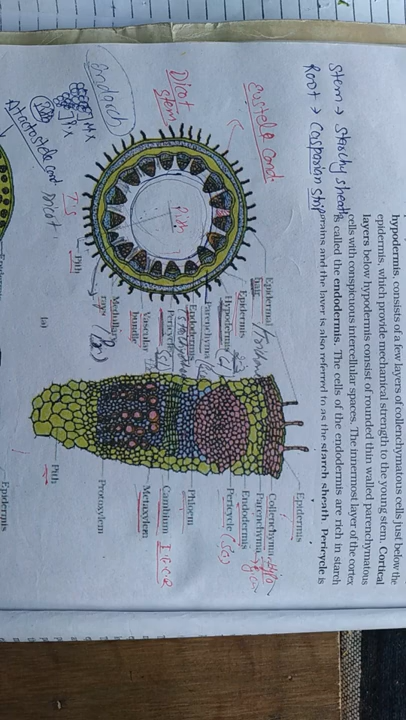 hypodermis, consists of a few layers of collenchymatous cells just below the
epidermis, which provide mechanical strength to the young stem. Cortical
layers below hypodermis consist of rounded thin walled parenchymatous
cells with conspicuous intercellular spaces. The innermost layer of the cortex
is called the endodermis. The cells of the endodermis are rich in starch
grains and the layer is also referred to as the starch sheath. Pericycle is
Stem → starchy sheath
Root → Casparian strip
Eustele cond
Dicot
stem
Pith
Epidermal
hair
Epidermis
Hypodermis
Parenchyma
Endodermis
Pericycle
Vascular
bundle
Medullary
rays
Pith
(a)
Epidermis
Collenchyma
Parenchyma
Endodermis
Pericycle
Phloem
Cambium
Metaxylem
Protoxylem
Pith
Atactostele cond
Epidermis